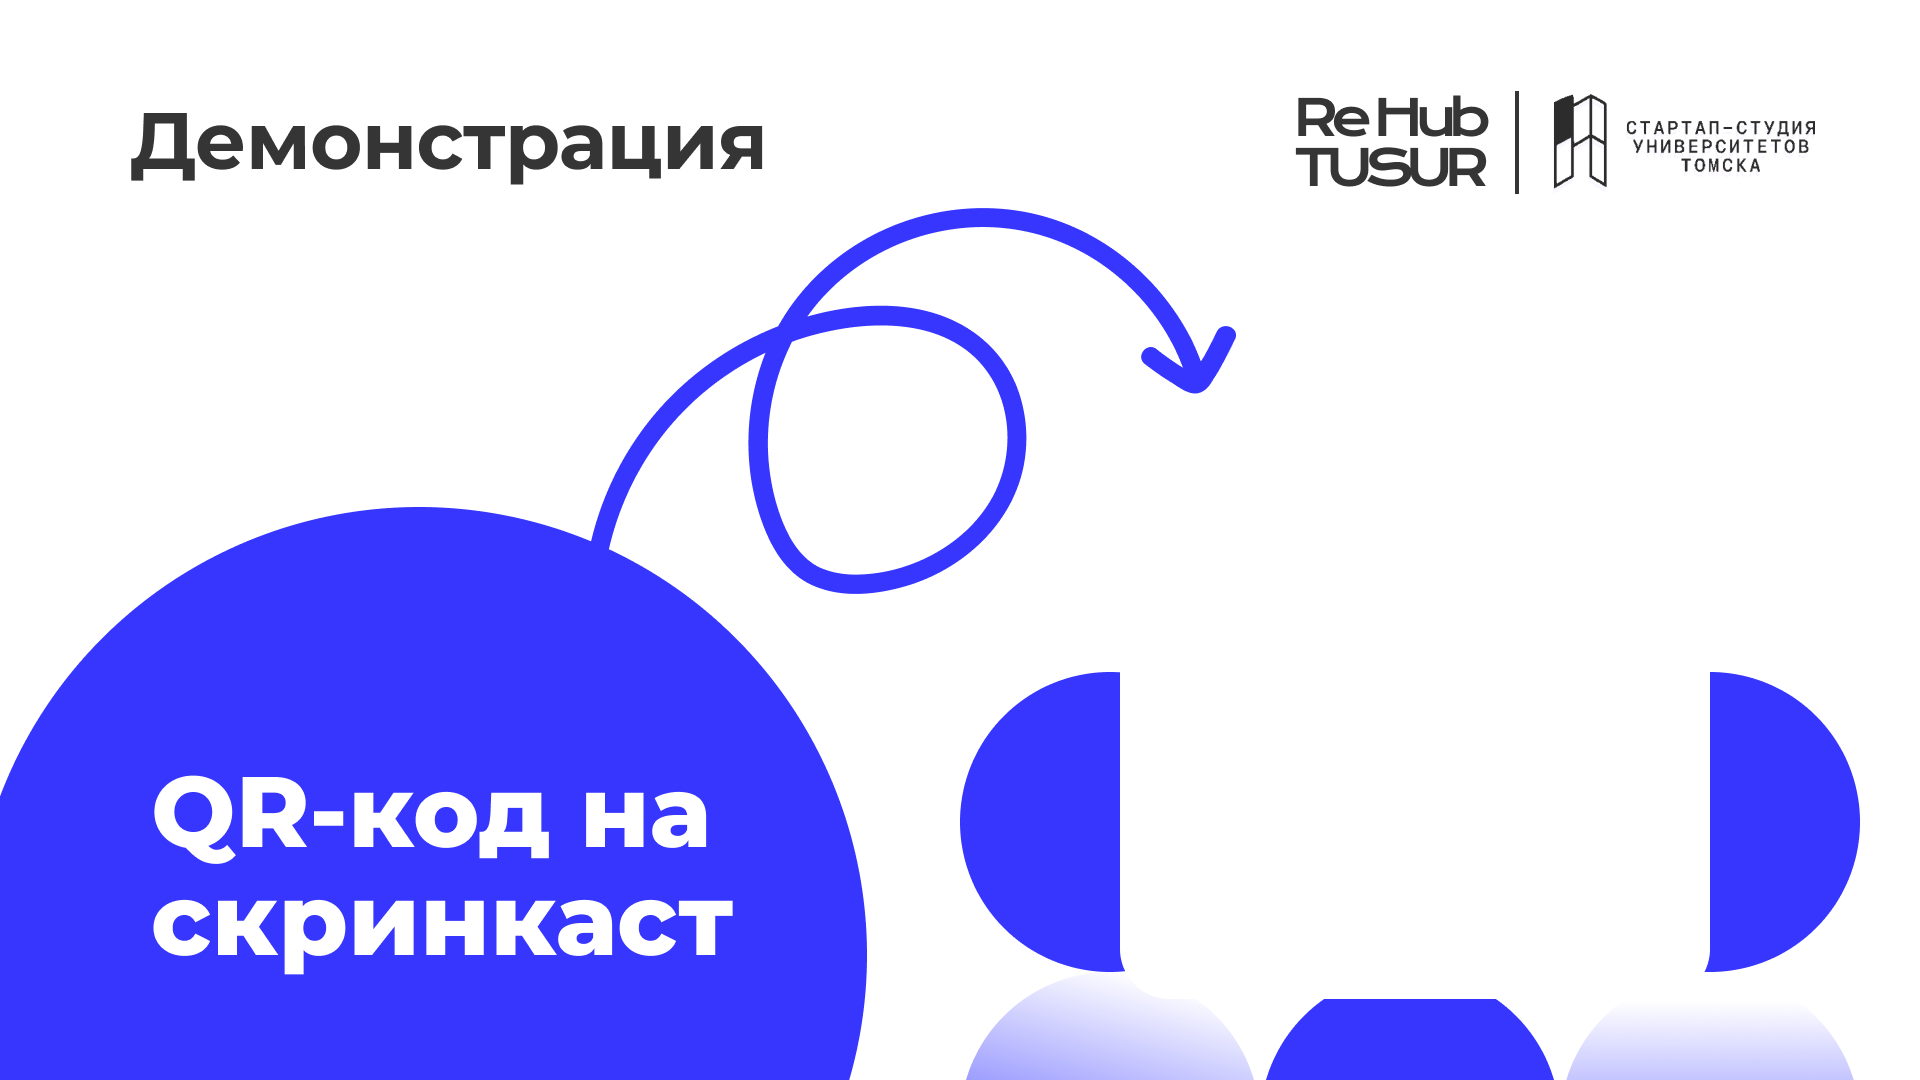 Демонстрация
Re Hub
TUSUR
СТАРТАП-СТУДИЯ
УНИВЕРСИТЕТОВ
ТОМСКА
QR-код на
скринкаст